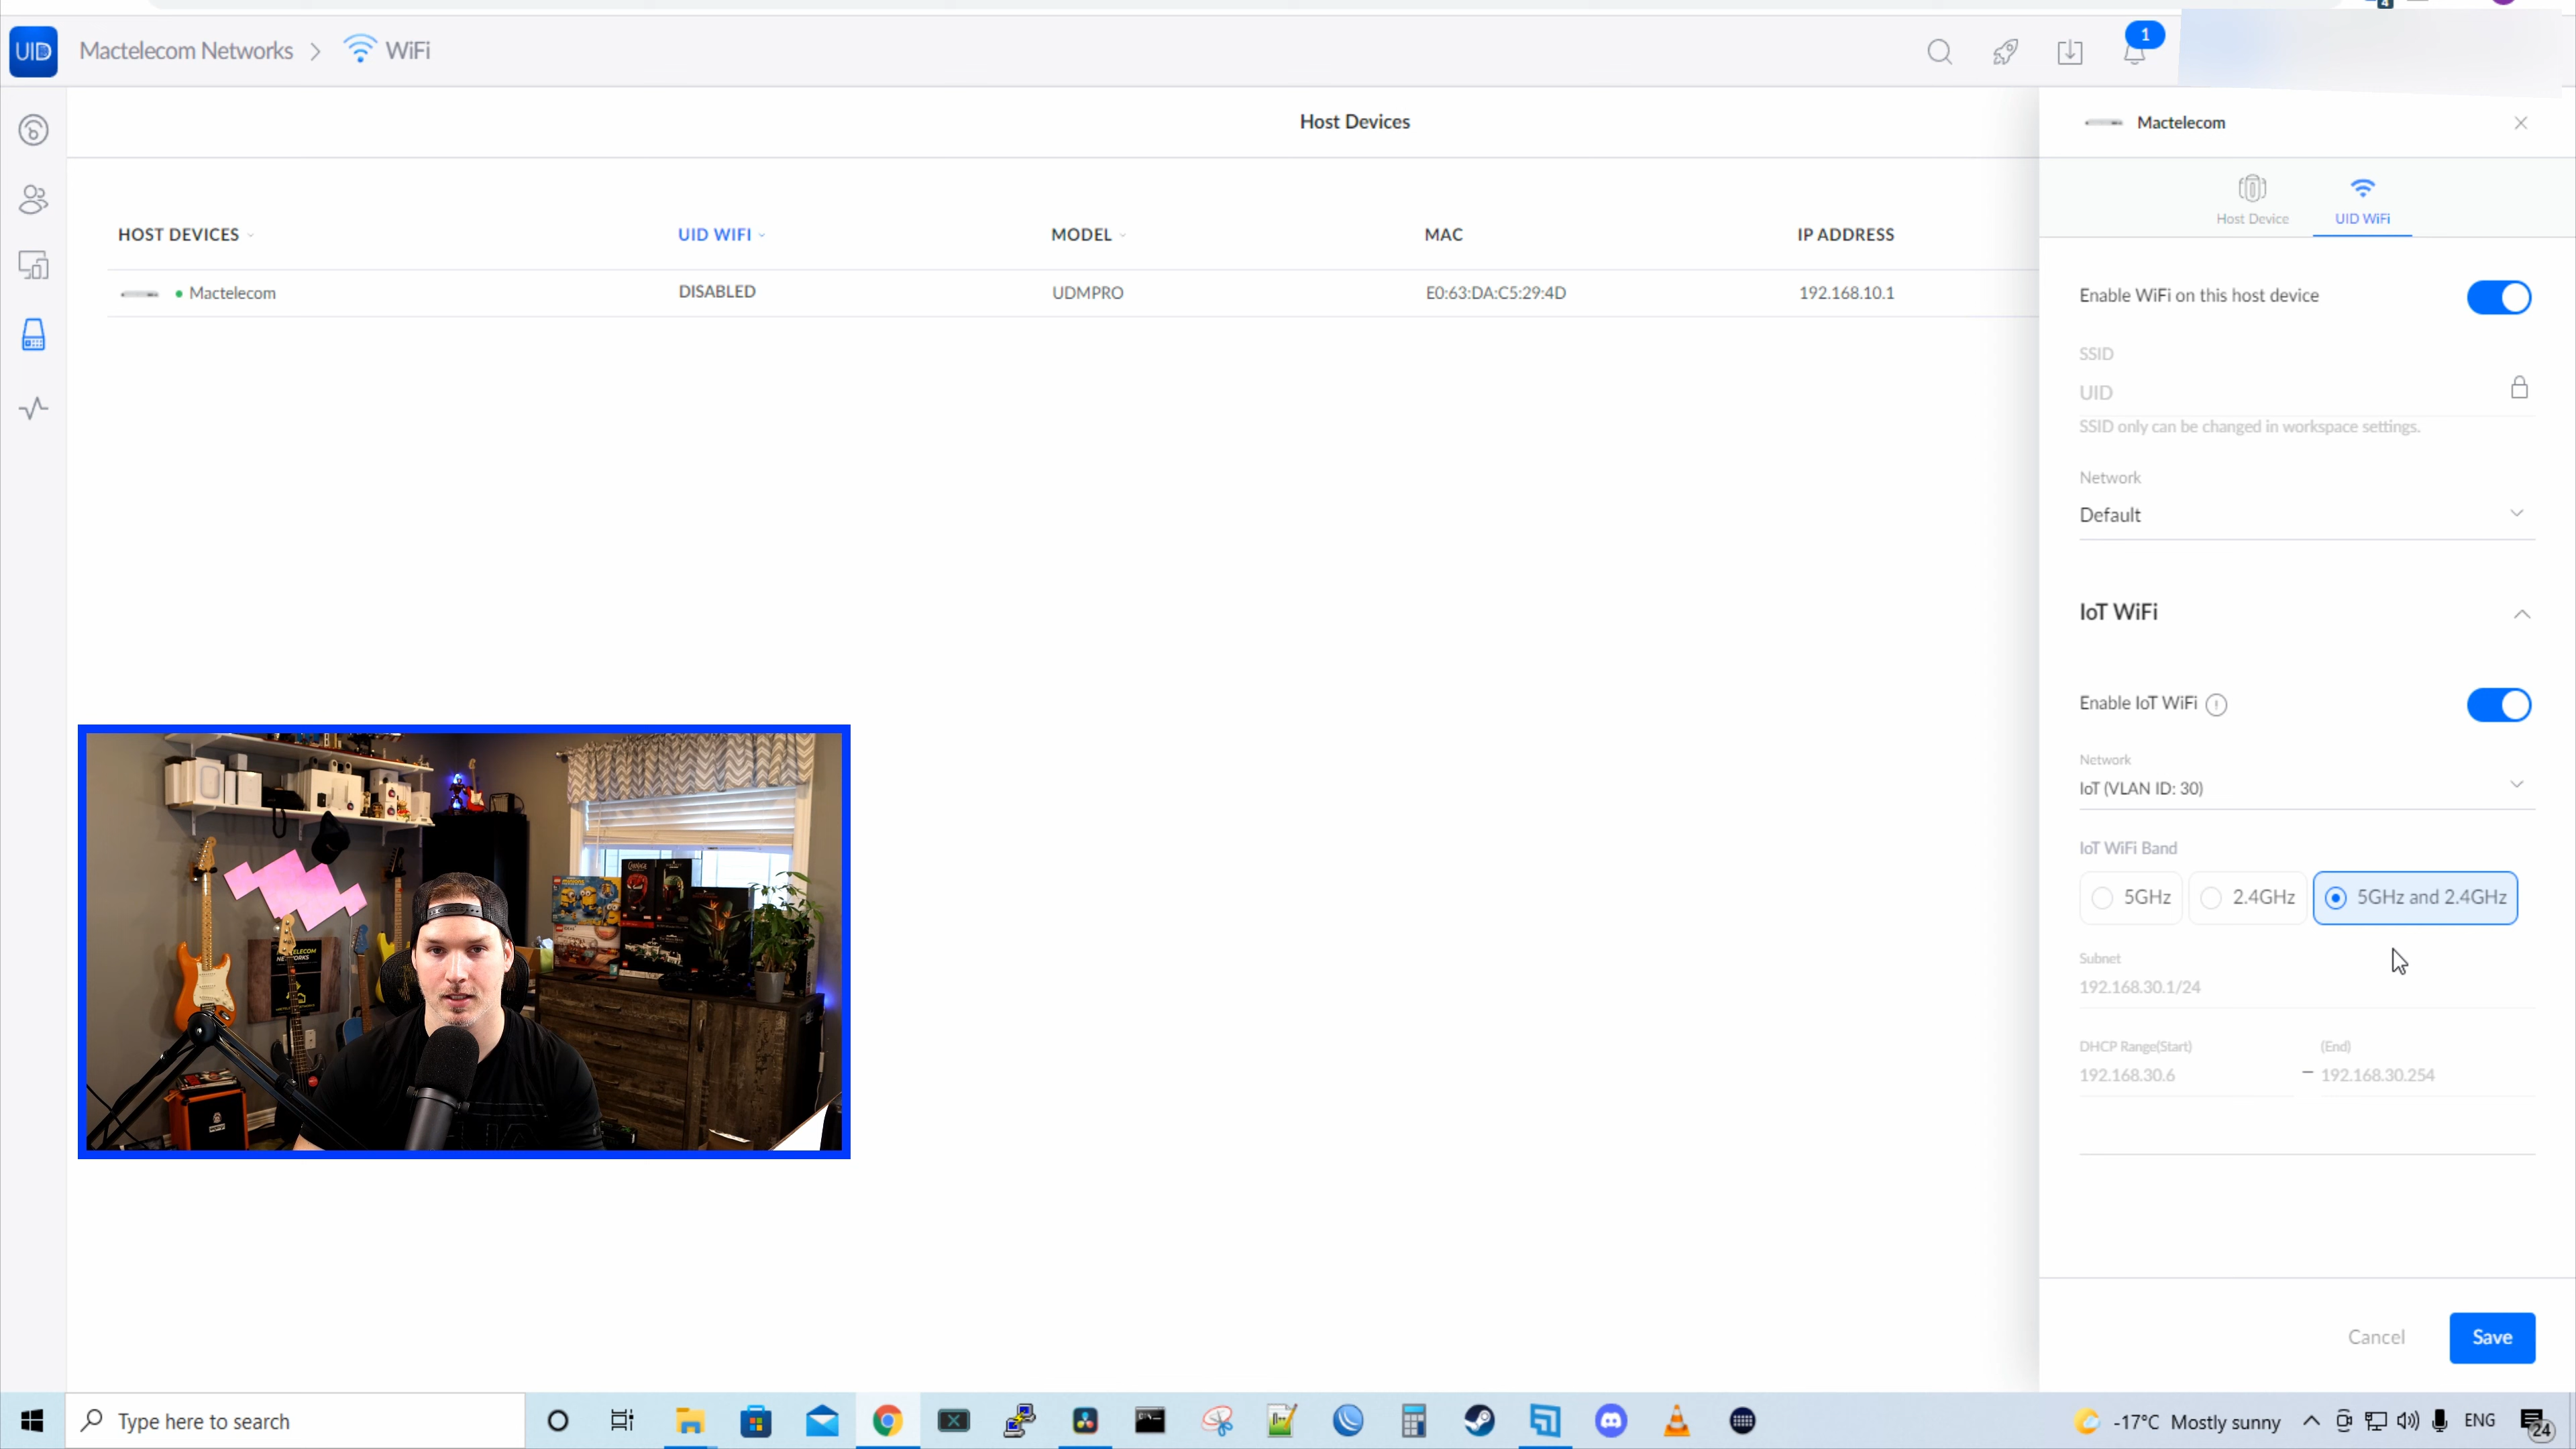 4
UID Mactelecom Networks > WiFi
1
Host Devices
HOST DEVICES UID WIFI MODEL MAC IP ADDRESS
Mactelecom DISABLED UDMPRO E0:63:DA:C5:29:4D 192.168.10.1
Mactelecom
Host Device UID WiFi
Enable WiFi on this host device
SSID
UID
SSID only can be changed in workspace settings.
Network
Default
IoT WiFi
Enable IoT WiFi
Network
IoT (VLAN ID: 30)
IoT WiFi Band
5GHz 2.4GHz 5GHz and 2.4GHz
Subnet
192.168.30.1/24
DHCP Range(Start) (End)
192.168.30.6 – 192.168.30.254
Cancel Save
Type here to search
-17°C Mostly sunny ENG 24